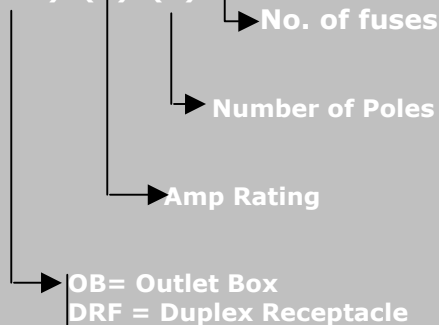 No. of fuses
Number of Poles
Amp Rating
OB= Outlet Box
DRF = Duplex Receptacle